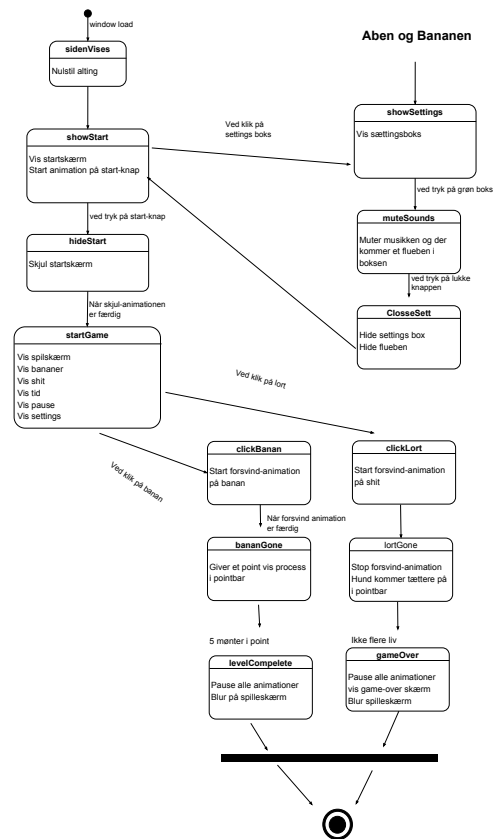 window load
Aben og Bananen
sidenVises
Nulstil alting
showSettings
Vis sættingsboks
Ved klik på
settings boks
showStart
Vis startskærm
Start animation på start-knap
ved tryk på grøn boks
ved tryk på start-knap
muteSounds
Muter musikken og der
kommer et flueben i
boksen
hideStart
Skjul startskærm
ved tryk på lukke
knappen
Når skjul-animationen
er færdig
ClosseSett
Hide settings box
Hide flueben
startGame
Vis spilskærm
Vis bananer
Vis shit
Vis tid
Vis pause
Vis settings
Ved klik på lort
Ved klik på banan
clickBanan
Start forsvind-animation
på banan
clickLort
Start forsvind-animation
på shit
Når forsvind animation
er færdig
bananGone
Giver et point vis process
i pointbar
lortGone
Stop forsvind-animation
Hund kommer tættere på
i pointbar
5 mønter i point
Ikke flere liv
levelCompelete
Pause alle animationer
Blur på spilleskærm
gameOver
Pause alle animationer
vis game-over skærm
Blur spilleskærm